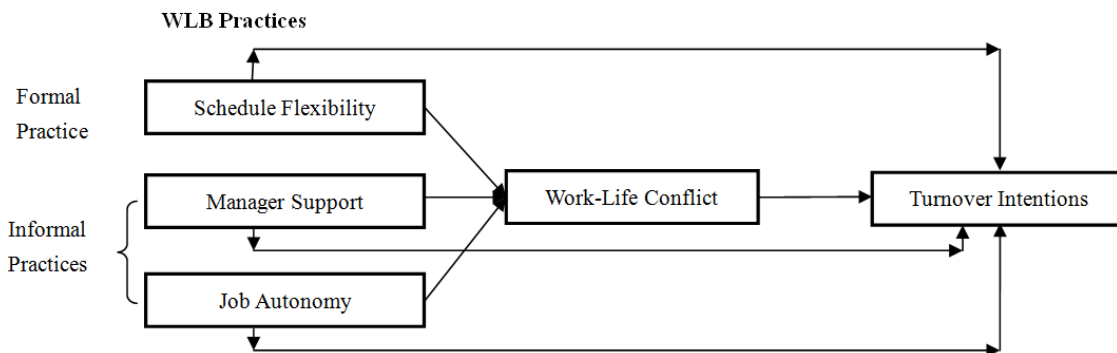 WLB Practices
Formal
Practice
Schedule Flexibility
Manager Support
Work-Life Conflict
Turnover Intentions
Informal
Practices
Job Autonomy